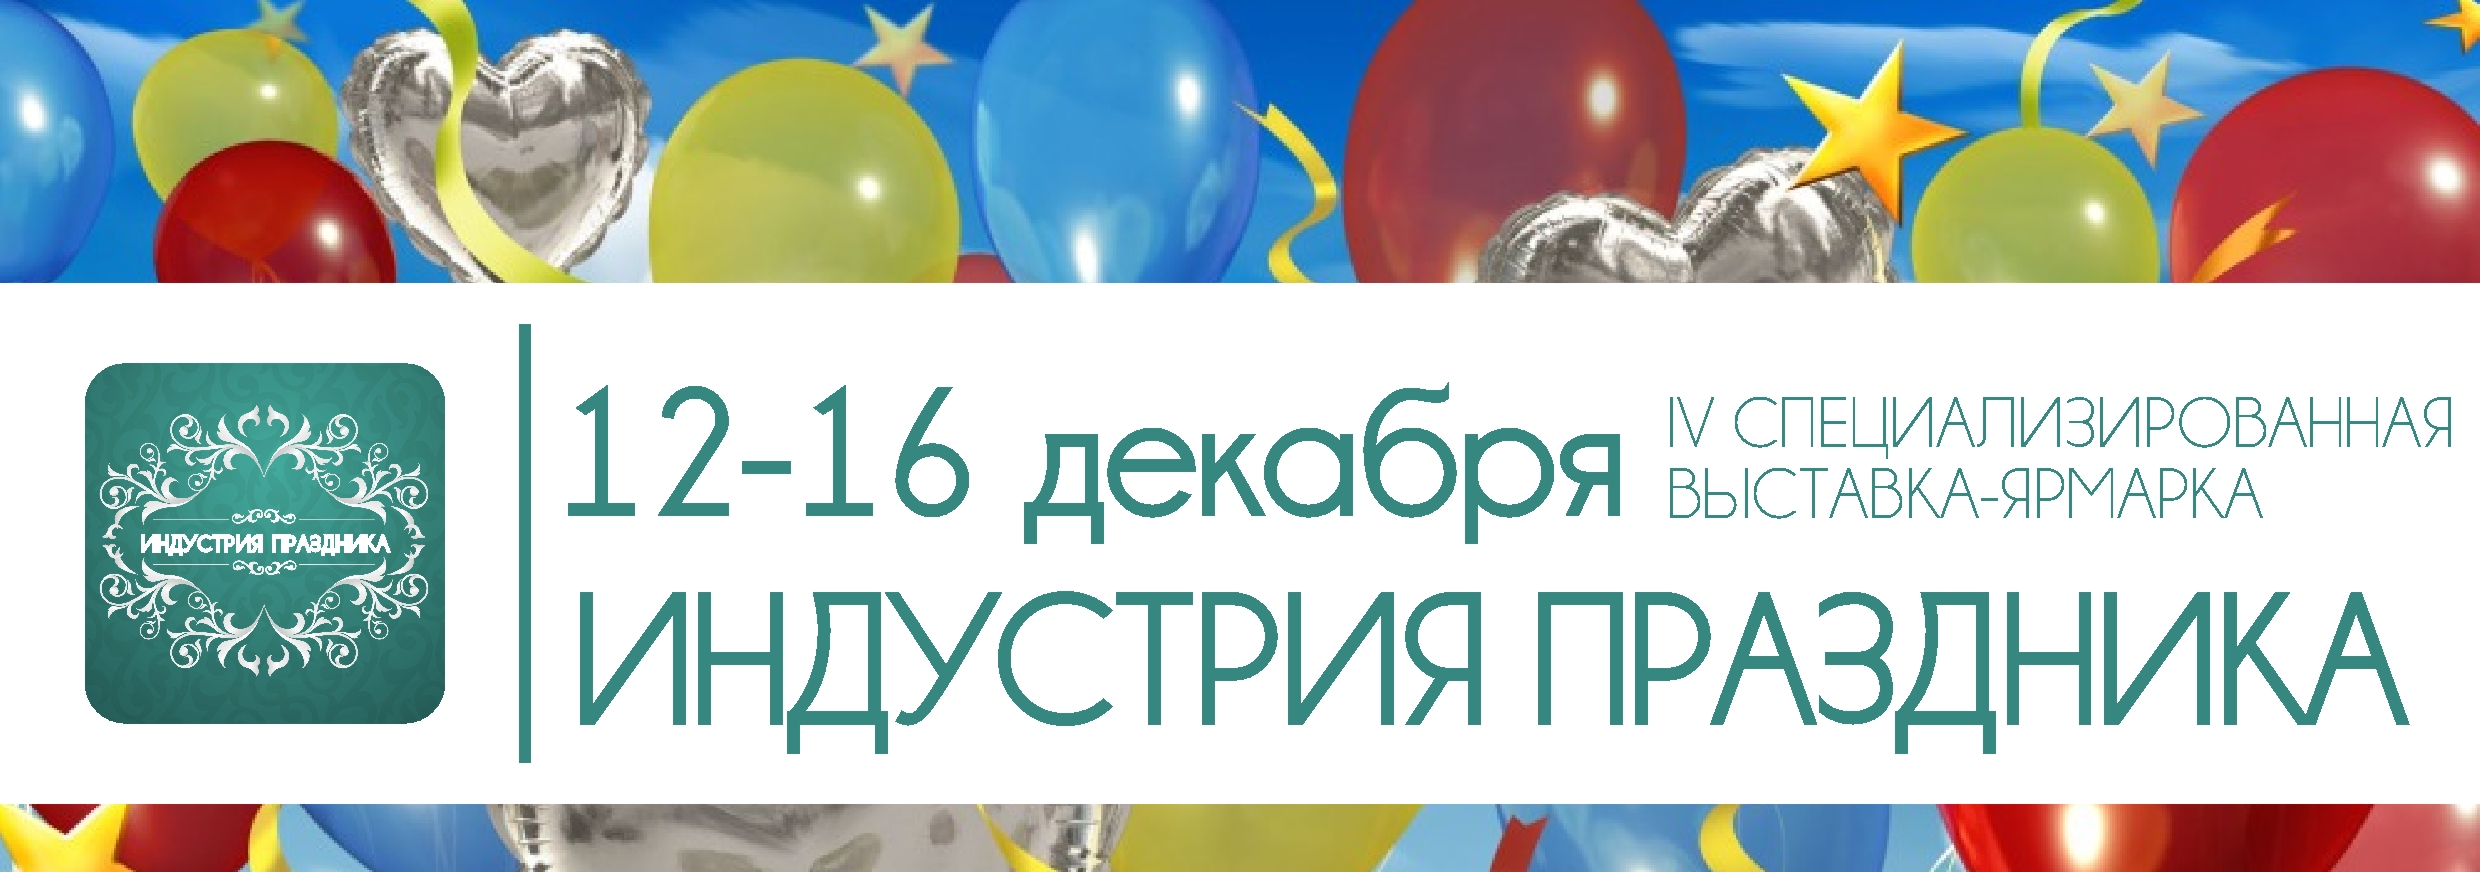 ИНДУСТРИЯ ПРАЗДНИКА
12-16 декабря
IV СПЕЦИАЛИЗИРОВАННАЯ
ВЫСТАВКА-ЯРМАРКА
ИНДУСТРИЯ ПРАЗДНИКА